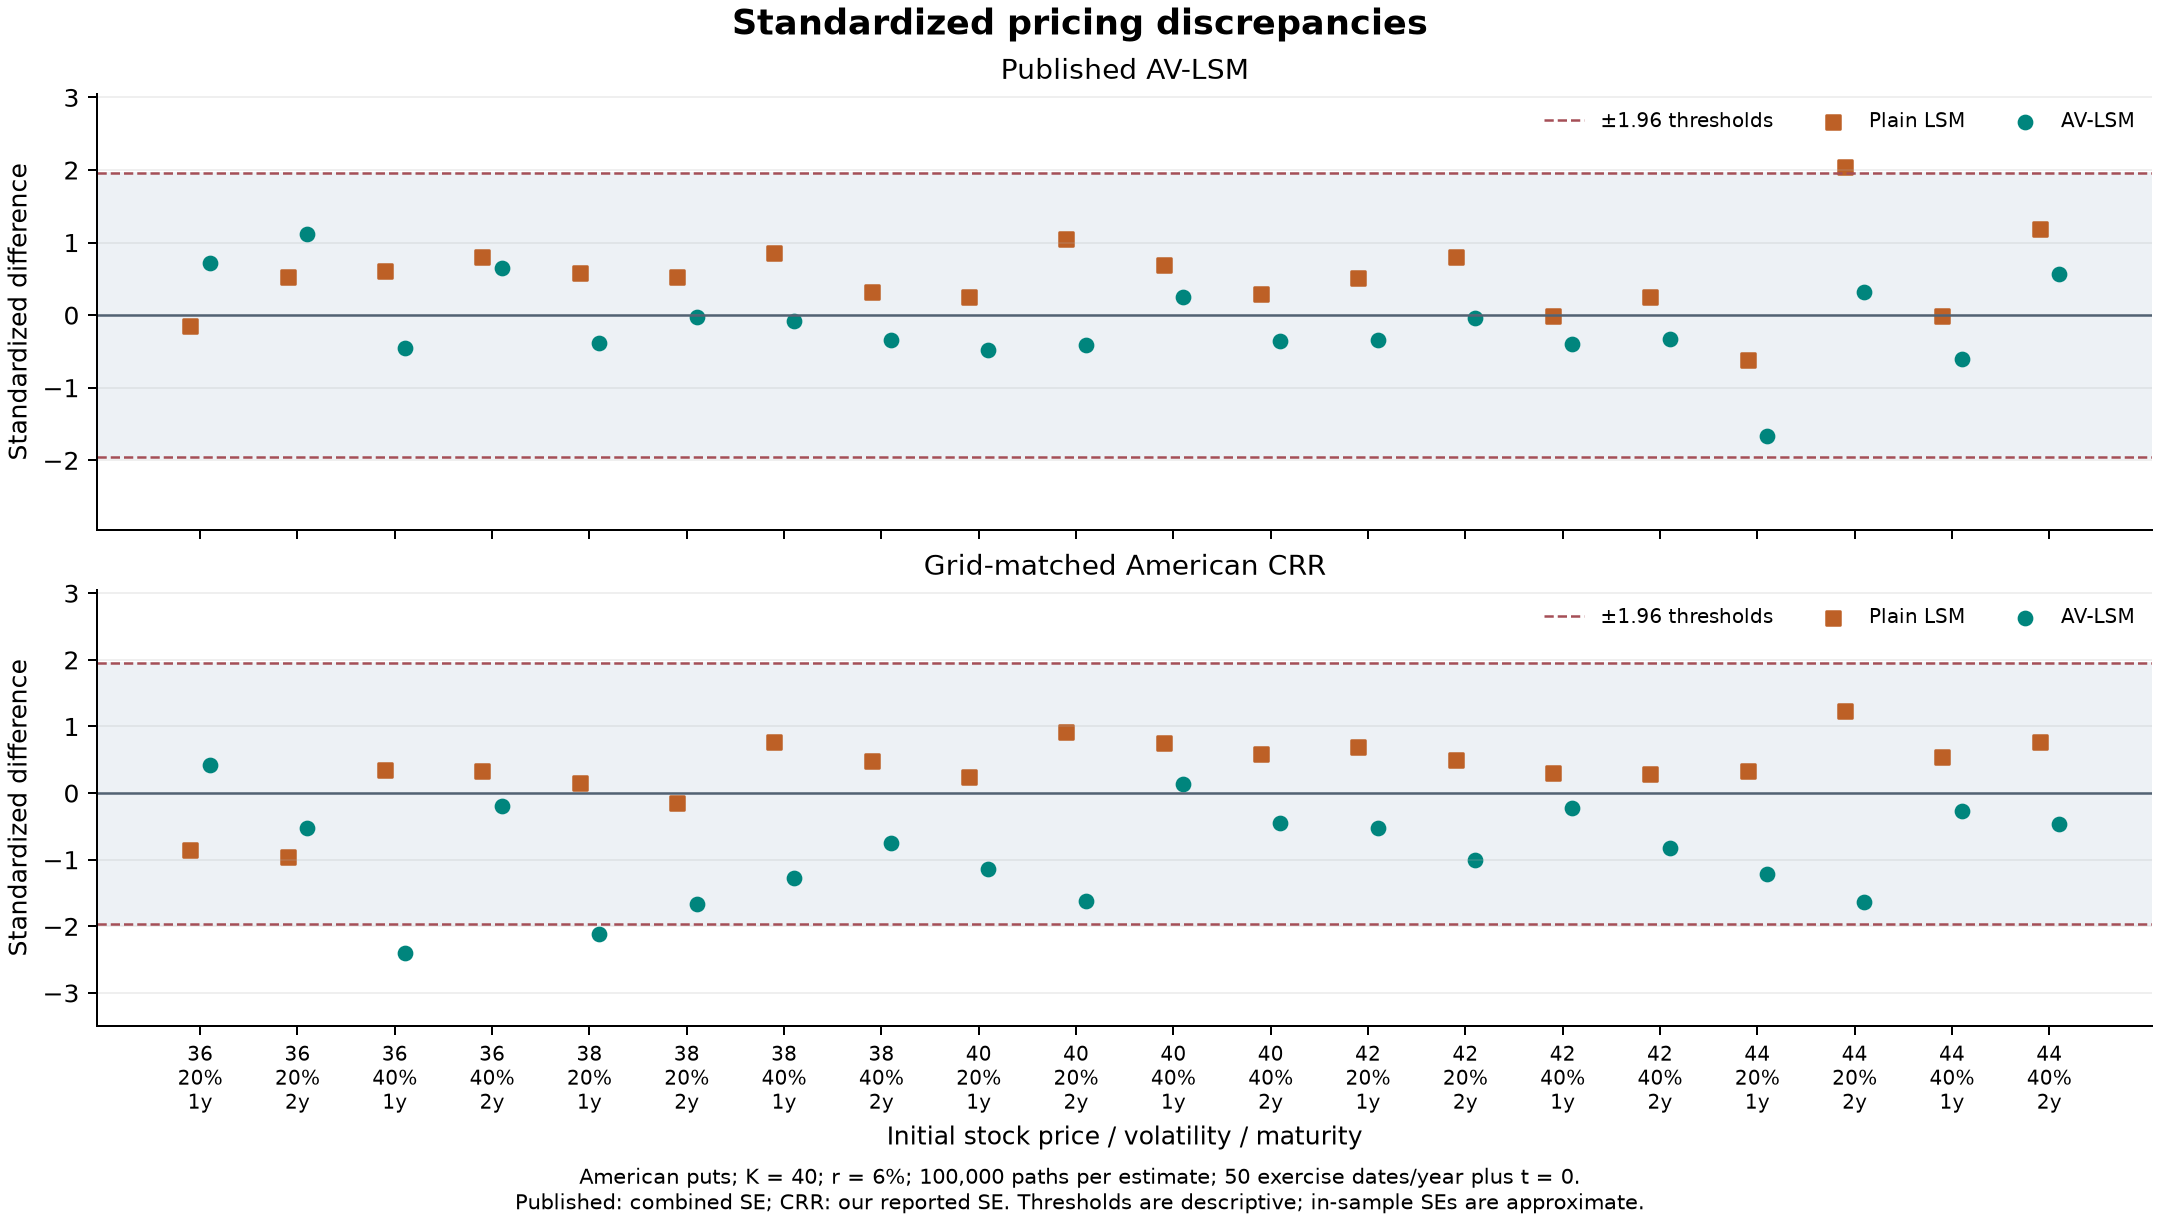 Standardized pricing discrepancies
Published AV-LSM
±1.96 thresholds Plain LSM AV-LSM
Standardized difference
3
2
1
0
−1
−2
Grid-matched American CRR
±1.96 thresholds Plain LSM AV-LSM
Standardized difference
3
2
1
0
−1
−2
−3
36 36 36 36 38 38 38 38 40 40 40 40 42 42 42 42 44 44 44 44
20% 20% 40% 40% 20% 20% 40% 40% 20% 20% 40% 40% 20% 20% 40% 40% 20% 20% 40% 40%
1y 2y 1y 2y 1y 2y 1y 2y 1y 2y 1y 2y 1y 2y 1y 2y 1y 2y 1y 2y
Initial stock price / volatility / maturity
American puts; K = 40; r = 6%; 100,000 paths per estimate; 50 exercise dates/year plus t = 0.
Published: combined SE; CRR: our reported SE. Thresholds are descriptive; in-sample SEs are approximate.